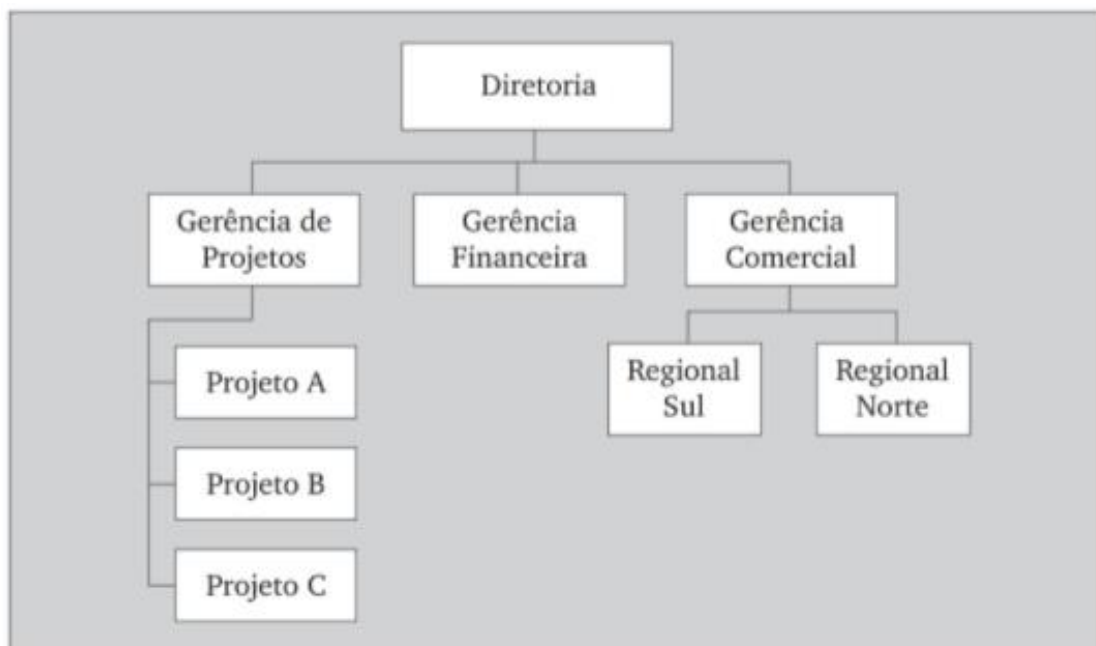 Diretoria
Gerência de
Projetos
Gerência
Financeira
Gerência
Comercial
Projeto A
Projeto B
Projeto C
Regional
Sul
Regional
Norte